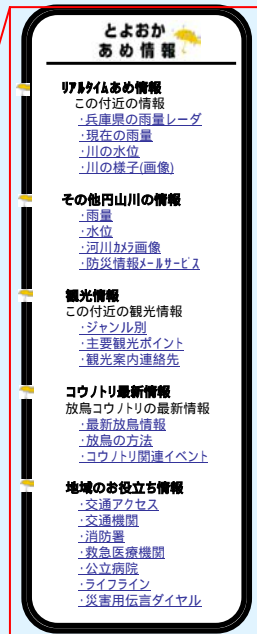 とよおか
あめ情報
リアルタイムあめ情報
この付近の情報
・兵庫県の雨量レーダ
・現在の雨量
・川の水位
・川の様子(画像)
その他円山川の情報
・雨量
・水位
・河川カメラ画像
・防災情報メールサービス
観光情報
この付近の観光情報
・ジャンル別
・主要観光ポイント
・観光案内連絡先
コウノトリ最新情報
放鳥コウノトリの最新情報
・最新放鳥情報
・放鳥の方法
・コウノトリ関連イベント
地域のお役立ち情報
・交通アクセス
・交通機関
・消防署
・救急医療機関
・公立病院
・ライフライン
・災害用伝言ダイヤル